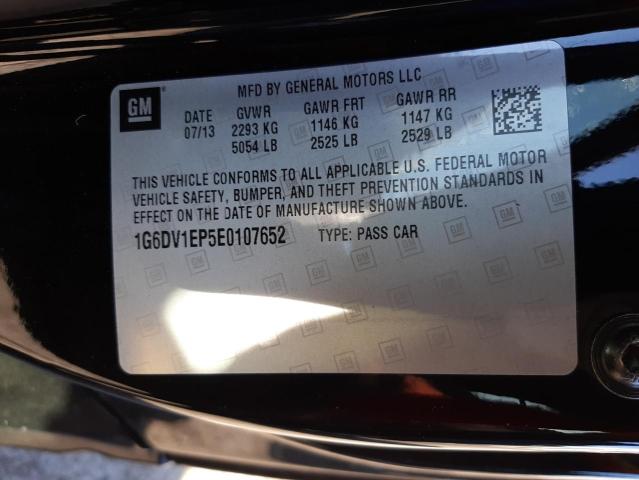 MFD BY GENERAL MOTORS LLC
GM
DATE GVWR GAWR FRT GAWR RR
07/13 2293 KG 1146 KG 1147 KG
5054 LB 2525 LB 2529 LB
THIS VEHICLE CONFORMS TO ALL APPLICABLE U.S. FEDERAL MOTOR
VEHICLE SAFETY, BUMPER, AND THEFT PREVENTION STANDARDS IN
EFFECT ON THE DATE OF MANUFACTURE SHOWN ABOVE.
1G6DV1EP5E0107652 TYPE: PASS CAR